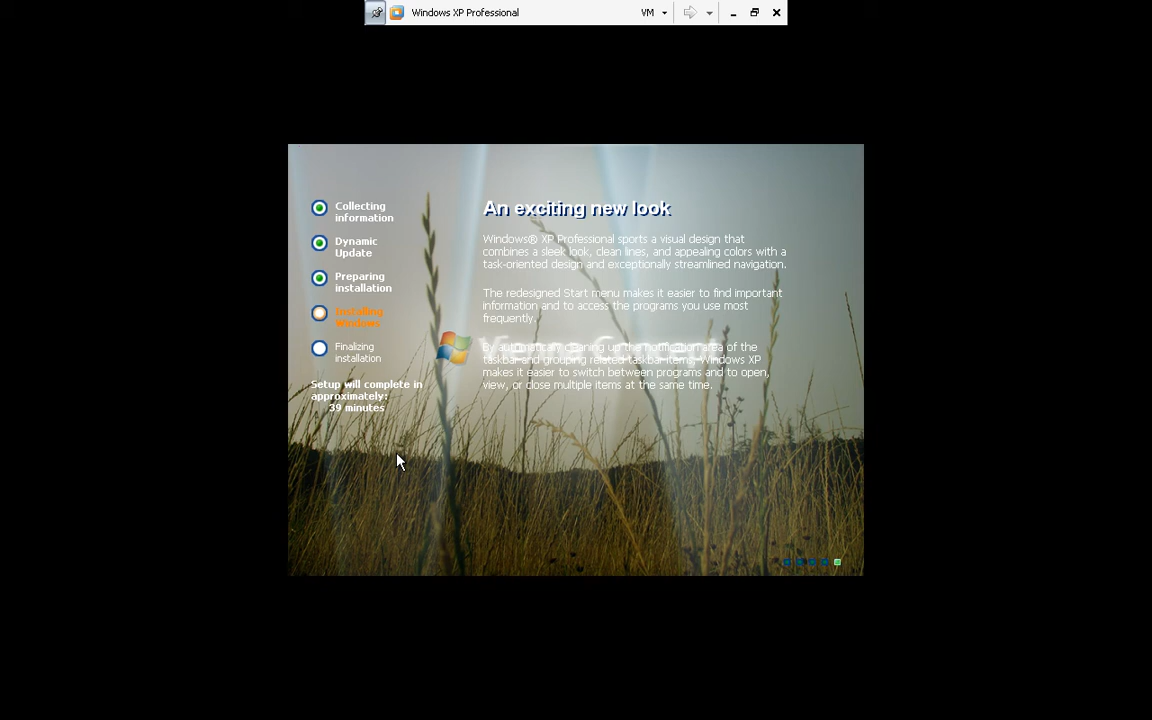 Windows XP Professional
VM
Collecting
information
Dynamic
Update
Preparing
installation
Installing
Windows
Finalizing
installation
Setup will complete in
approximately:
39 minutes
An exciting new look
Windows® XP Professional sports a visual design that
combines a sleek look, clean lines, and appealing colors with a
task-oriented design and exceptionally streamlined navigation.
The redesigned Start menu makes it easier to find important
information and to access the programs you use most
frequently.
By automatically cleaning up the notification area of the
taskbar and grouping related taskbar items, Windows XP
makes it easier to switch between programs and to open,
view, or close multiple items at the same time.